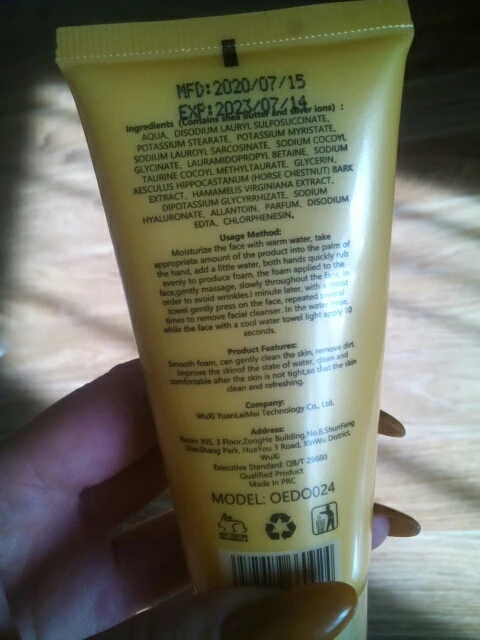 MFD:2020/07/15
EXP:2023/07/14
Ingredients (Contains shea butter and silver ions) :
AQUA、DISODIUM LAURYL SULFOSUCCINATE、
POTASSIUM STEARATE、POTASSIUM MYRISTATE、
SODIUM LAUROYL SARCOSINATE、SODIUM COCOYL
GLYCINATE、LAURAMIDOPROPYL BETAINE、SODIUM
TAURINE COCOYL METHYLTAURATE、GLYCERIN、
AESCULUS HIPPOCASTANUM (HORSE CHESTNUT) BARK
EXTRACT、HAMAMELIS VIRGINIANA EXTRACT、
DIPOTASSIUM GLYCYRRHIZATE、SODIUM
HYALURONATE、ALLANTOIN、PARFUM、DISODIUM
EDTA、CHLORPHENESIN。
Usage Method:
Moisturize the face with warm water, take
appropriate amount of the product into the palm of
the hand, add a little water, both hands quickly rub
evenly to produce foam, the foam applied to the
face,gently massage, slowly throughout the face, in
order to avoid wrinkles.i minute later, with a moist
towel gently press on the face, repeated several
times to remove facial cleanser. In the water rinse,
while the face with a cool water towel light apply 10
seconds.
Product Features:
Smooth foam, can gently clean the skin, remove dirt.
Improve the skinof the state of water, clean and
comfortable after the skin is not tight,so that the skin
clean and refreshing.
Company:
WuXi YuanLaiMei Technology Co., Ltd.
Address:
Room 305, 3 Floor,ZongHe Building,No.8,ShunFeng
DianShang Park, HuaYou 3 Road, XinWu District,
WuXi
Executive Standard: QB/T 29680
Qualified Product
Made in PRC
MODEL: OEDO024
NOT TESTED
ON ANIMALS